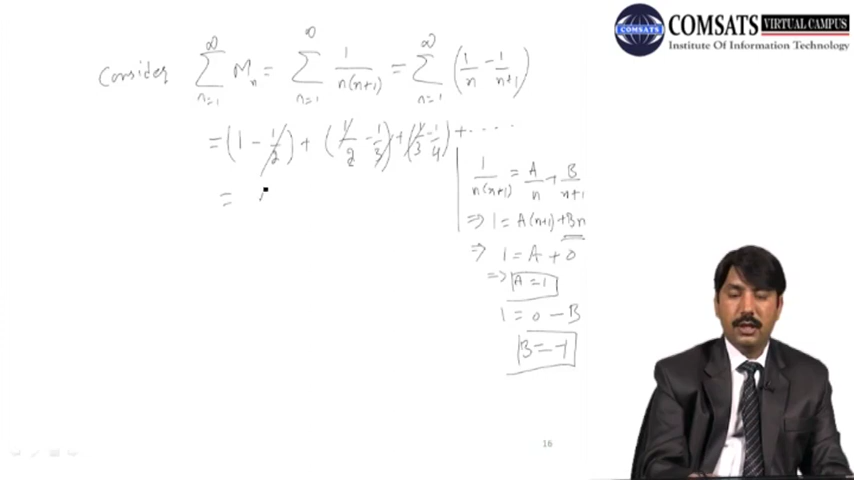 COMSATS
COMSATS VIRTUAL CAMPUS
Institute Of Information Technology
Consider ∑_{n=1}^{∞} M_n = ∑_{n=1}^{∞} 1/n(n+1) = ∑_{n=1}^{∞} (1/n - 1/n+1)
= (1 - 1/2) + (1/2 - 1/3) + (1/3 - 1/4) + ....
=
1/n(n+1) = A/n + B/n+1
⇒ 1 = A(n+1) + Bn
⇒ 1 = A + 0
⇒ A = 1
1 = 0 - B
B = -1
16